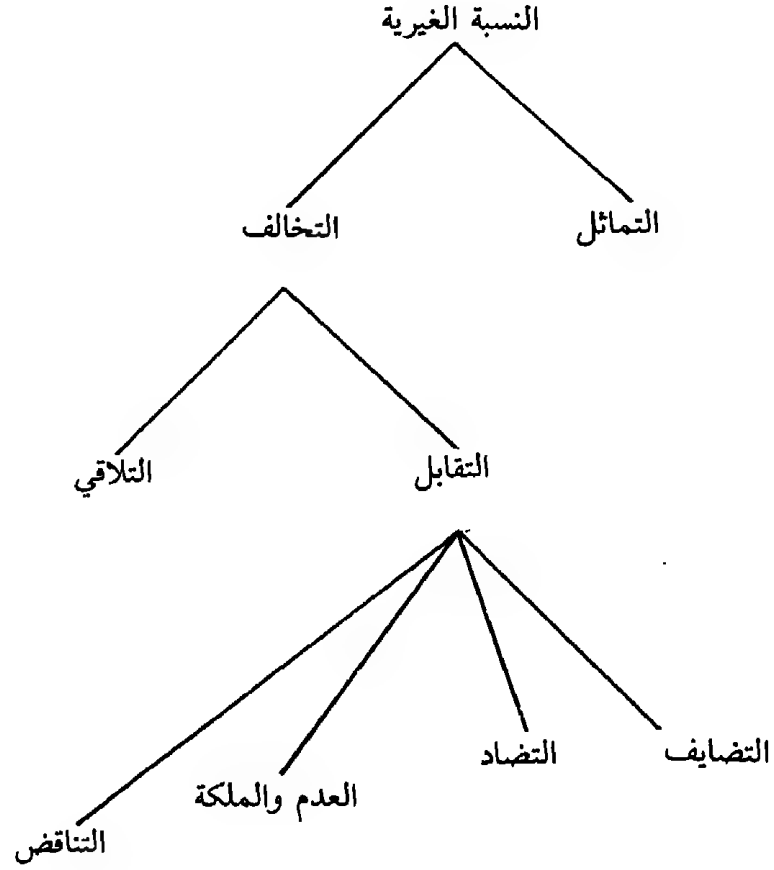 النسبة الغيرية
التماثل
التخالف
التقابل
التلاقي
التضايف
التضاد
العدم والملكة
التناقض